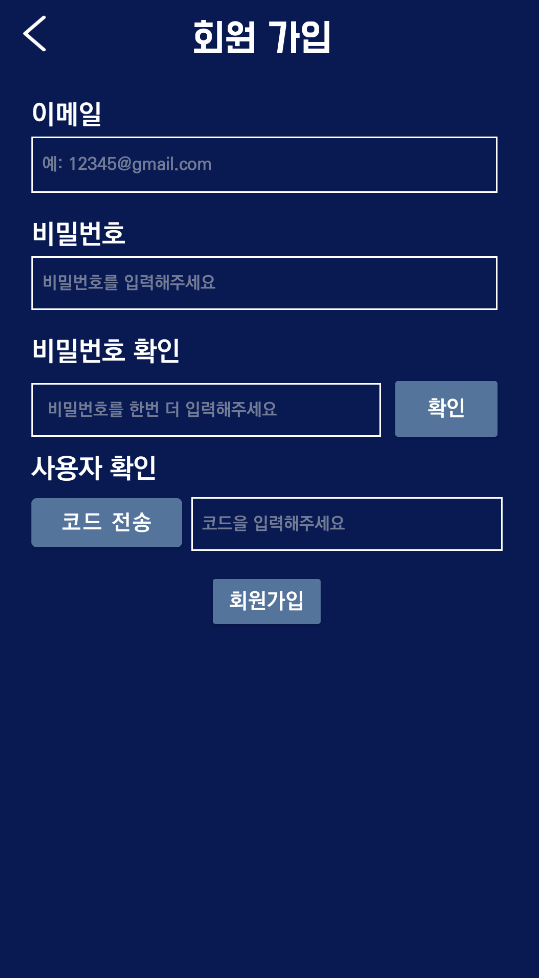 회원 가입
이메일
예: 12345@gmail.com
비밀번호
비밀번호를 입력해주세요
비밀번호 확인
비밀번호를 한번 더 입력해주세요
확인
사용자 확인
코드 전송
코드을 입력해주세요
회원가입